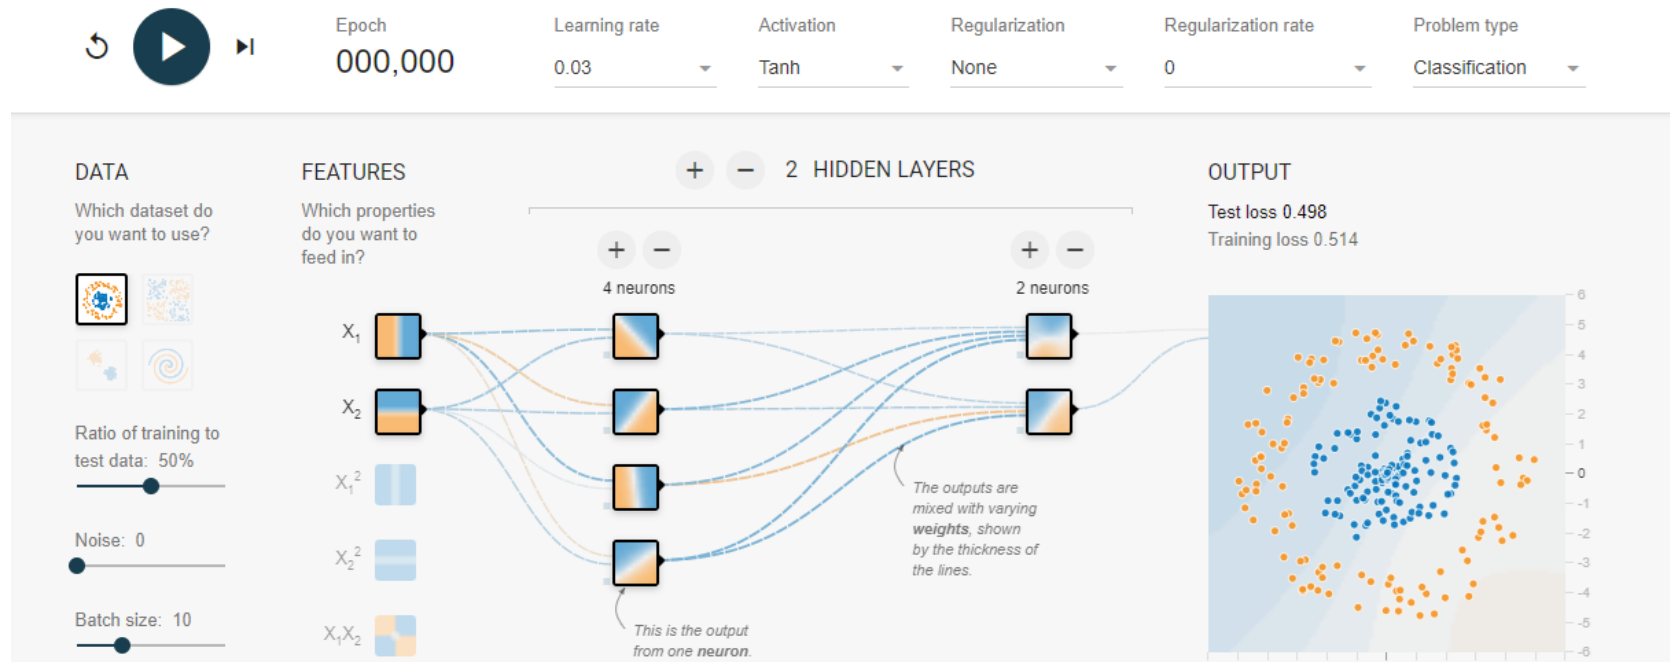 Epoch
000,000
Learning rate
0.03
Activation
Tanh
Regularization
None
Regularization rate
0
Problem type
Classification
DATA
Which dataset do
you want to use?
Ratio of training to
test data: 50%
Noise: 0
Batch size: 10
FEATURES
Which properties
do you want to
feed in?
X₁
X₂
X₁²
X₂²
X₁X₂
+ − 2 HIDDEN LAYERS
+ −
4 neurons
+ −
2 neurons
The outputs are
mixed with varying
weights, shown
by the thickness of
the lines.
This is the output
from one neuron.
OUTPUT
Test loss 0.498
Training loss 0.514
6
5
4
3
2
1
0
-1
-2
-3
-4
-5
-6